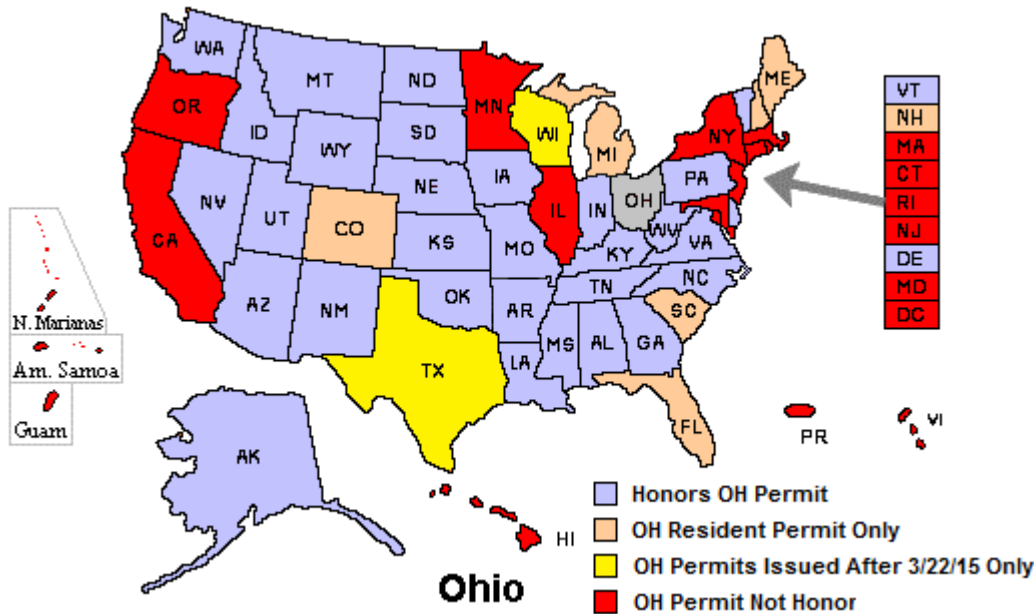 WA
MT
ND
MN
ME
VT
OR
NH
ID
SD
WI
NY
MA
WY
MI
CT
NE
IA
PA
RI
NV
IL
IN
OH
NJ
UT
CO
WV
DE
CA
KS
MO
KY
VA
MD
TN
NC
DC
AZ
NM
OK
AR
SC
N. Marianas
MS
AL
GA
LA
Am. Samoa
TX
Guam
FL
PR
VI
AK
HI
Honors OH Permit
OH Resident Permit Only
OH Permits Issued After 3/22/15 Only
OH Permit Not Honor
Ohio